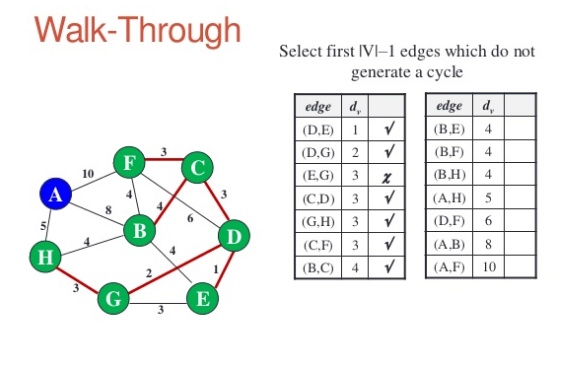 Walk-Through
Select first |V|–1 edges which do not
generate a cycle
edge dᵥ
(D,E) 1 √
(D,G) 2 √
(E,G) 3 χ
(C,D) 3 √
(G,H) 3 √
(C,F) 3 √
(B,C) 4 √
edge dᵥ
(B,E) 4
(B,F) 4
(B,H) 4
(A,H) 5
(D,F) 6
(A,B) 8
(A,F) 10
3
F
C
10
A
4
3
8
4
6
5
B
D
4
H
4
2
1
3
G
E
3